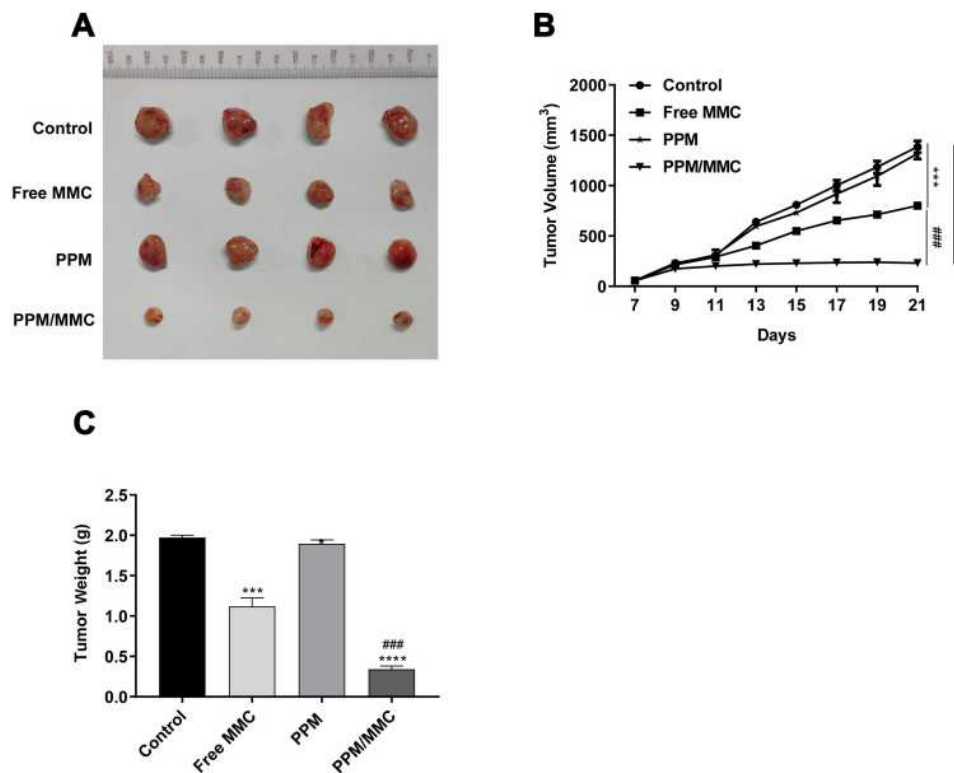 A
Control
Free MMC
PPM
PPM/MMC
B
Control
Free MMC
PPM
PPM/MMC
Tumor Volume (mm³)
2000
1500
1000
500
0
7 9 11 13 15 17 19 21
Days
***
###
C
Tumor Weight (g)
2.5
2.0
1.5
1.0
0.5
0.0
***
###
****
Control
Free MMC
PPM
PPM/MMC